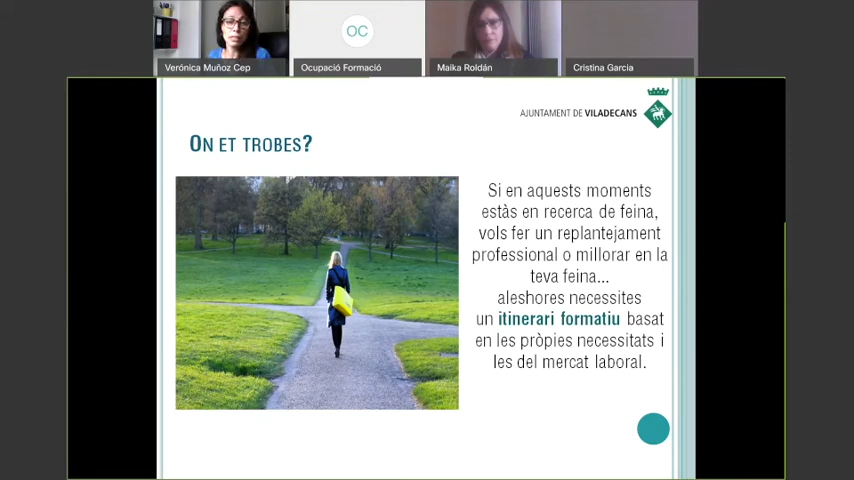 OC
Verónica Muñoz Cep
Ocupació Formació
Maika Roldán
Cristina Garcia
AJUNTAMENT DE VILADECANS
ON ET TROBES?
Si en aquests moments
estàs en recerca de feina,
vols fer un replantejament
professional o millorar en la
teva feina...
aleshores necessites
un itinerari formatiu basat
en les pròpies necessitats i
les del mercat laboral.